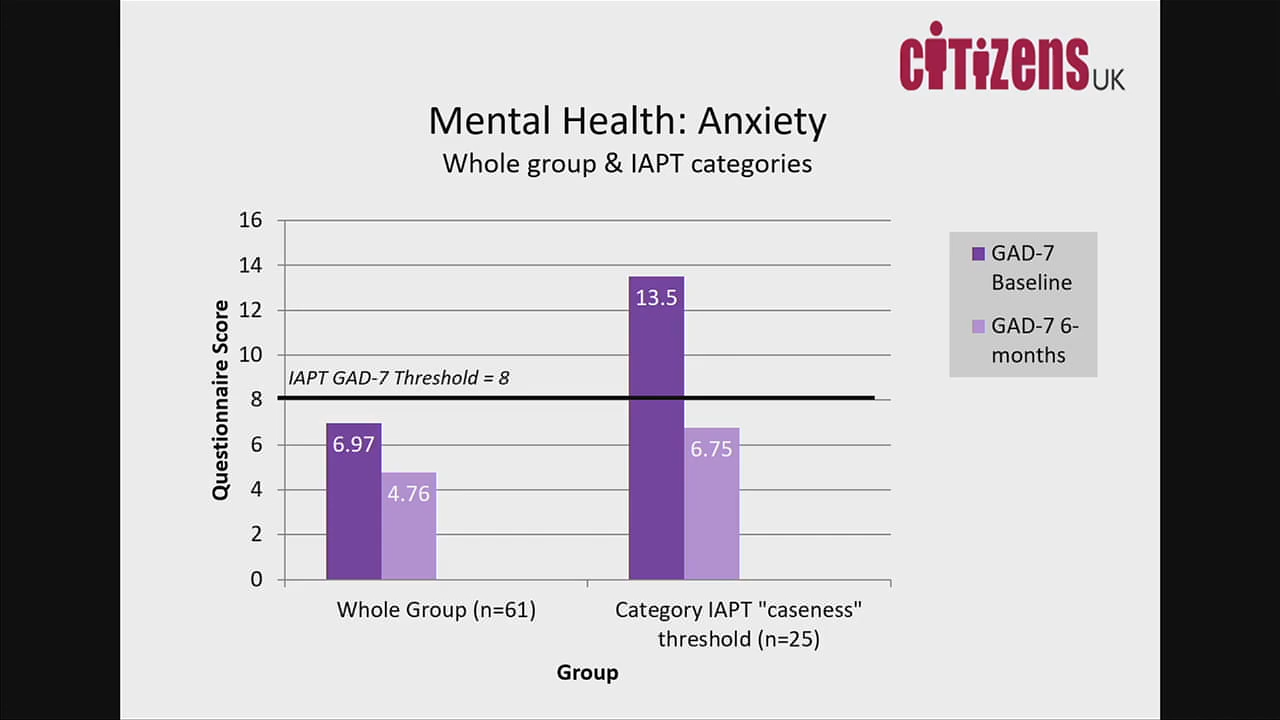 CiTiZENS UK
Mental Health: Anxiety
Whole group & IAPT categories
16
14
12
10
8
6
4
2
0
Questionnaire Score
IAPT GAD-7 Threshold = 8
6.97
4.76
13.5
6.75
GAD-7
Baseline
GAD-7 6-
months
Whole Group (n=61)
Category IAPT "caseness"
threshold (n=25)
Group